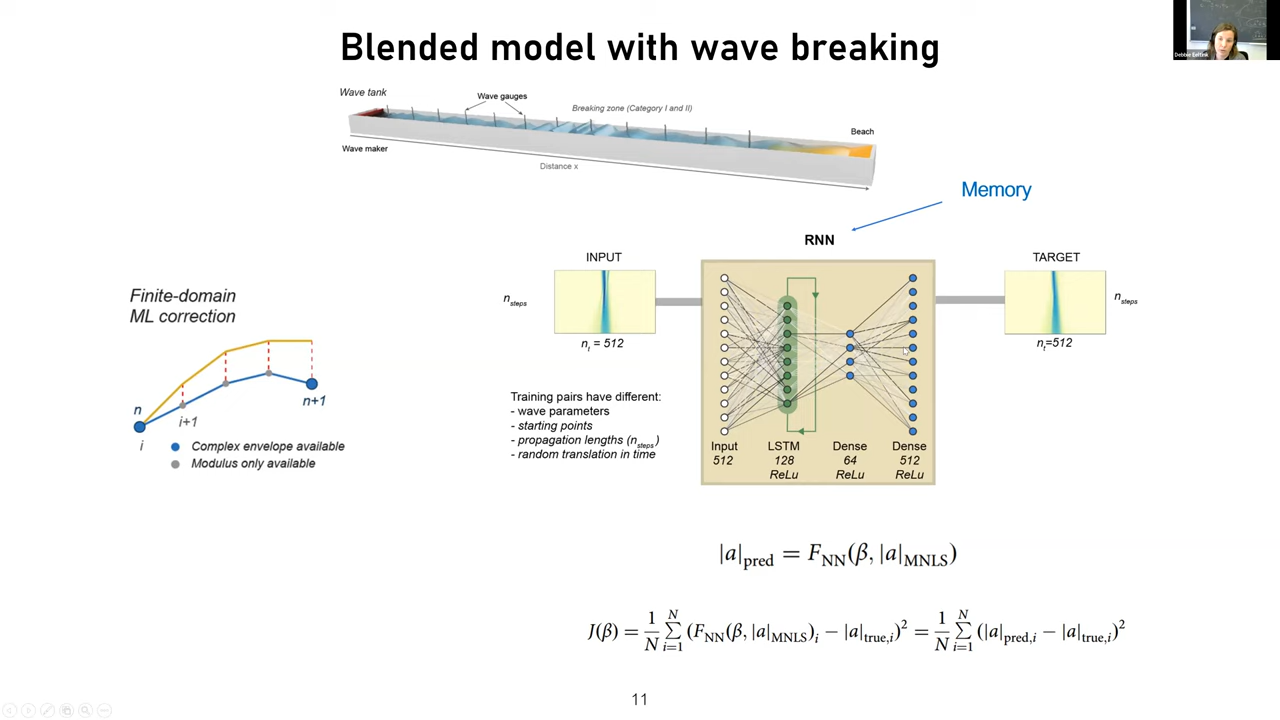 Blended model with wave breaking
Debbie Eeltink
Wave tank
Wave gauges
Breaking zone (Category I and II)
Beach
Wave maker
Distance x
Memory
RNN
INPUT
TARGET
n_steps
n_steps
n_t = 512
n_t=512
Finite-domain
ML correction
n
i+1
n+1
i
Complex envelope available
Modulus only available
Training pairs have different:
- wave parameters
- starting points
- propagation lengths (n_steps)
- random translation in time
Input LSTM Dense Dense
512 128 64 512
ReLu ReLu ReLu
|a|_pred = F_NN(β, |a|_MNLS)
J(β) = 1/N Σ_{i=1}^{N} (F_NN(β, |a|_MNLS)_i − |a|_true,i)² = 1/N Σ_{i=1}^{N} (|a|_pred,i − |a|_true,i)²
11